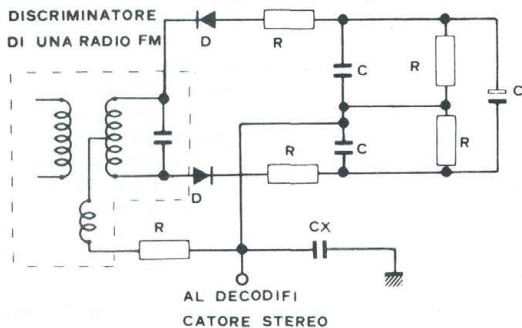 DISCRIMINATORE
DI UNA RADIO FM
D
R
C
R
C
R
C
R
D
R
CX
AL DECODIFI
CATORE STEREO